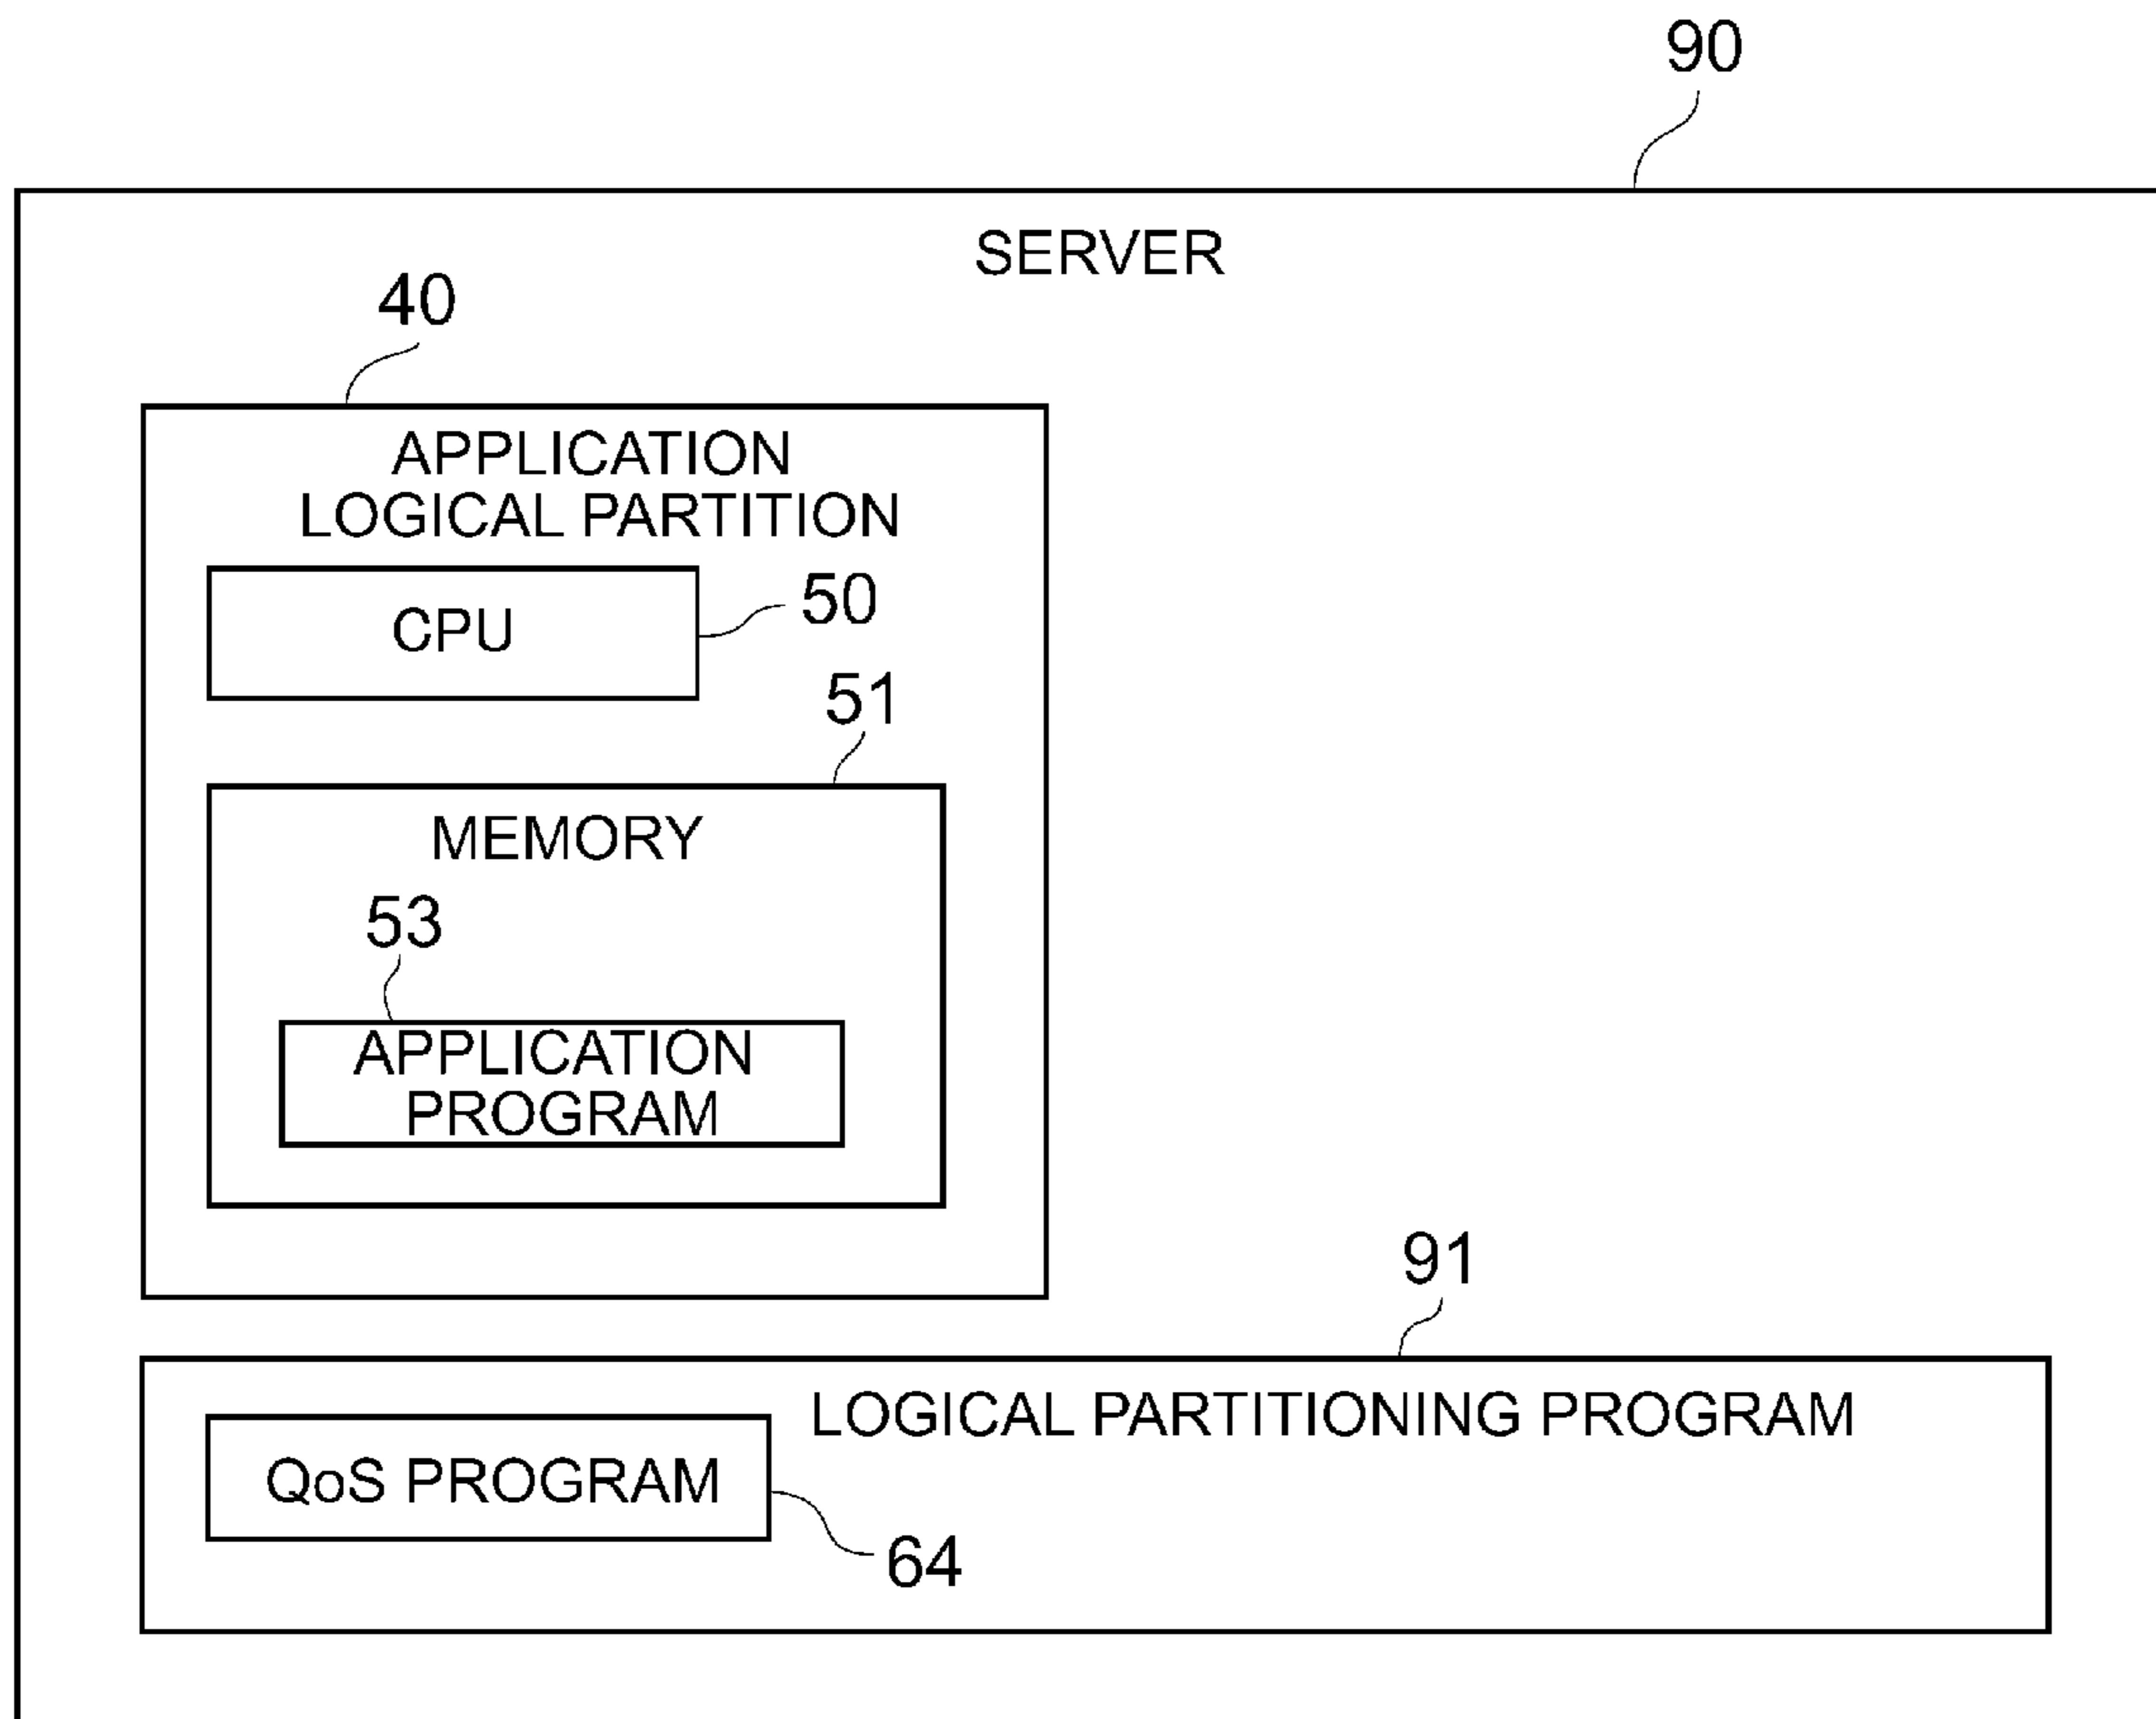 90
SERVER
40
APPLICATION
LOGICAL PARTITION
CPU
50
51
MEMORY
53
APPLICATION
PROGRAM
91
LOGICAL PARTITIONING PROGRAM
QoS PROGRAM
64